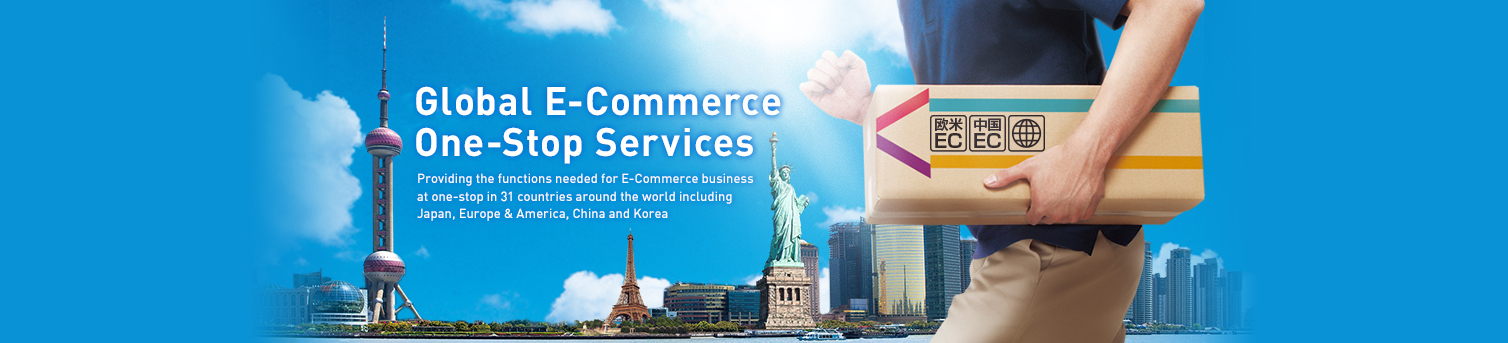 Global E-Commerce
One-Stop Services
Providing the functions needed for E-Commerce business
at one-stop in 31 countries around the world including
Japan, Europe & America, China and Korea
欧米 中国
EC EC